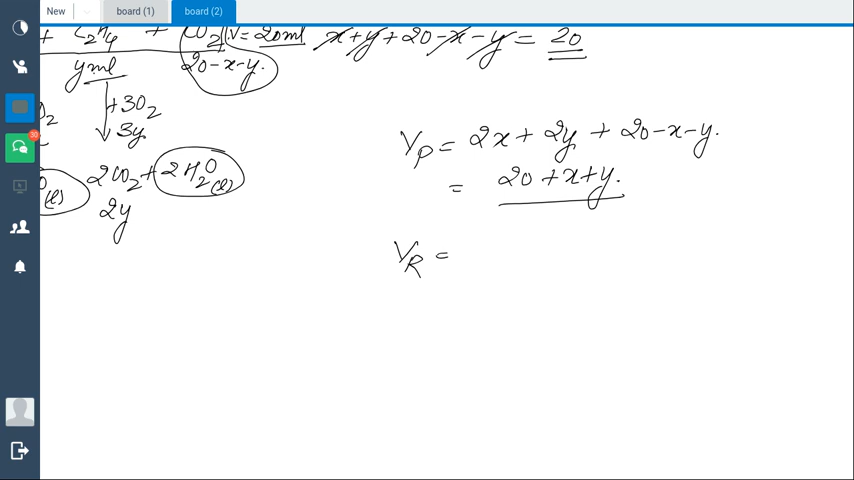 New board (1) board (2)
+ C2H4 + CO2 V = 20ml x+y+20-x-y = 20
y ml 20-x-y.
+3O2
3y
30
2CO2 + 2H2O(l)
(l)
2y
VP = 2x + 2y + 20-x-y.
= 20+x+y.
VR =